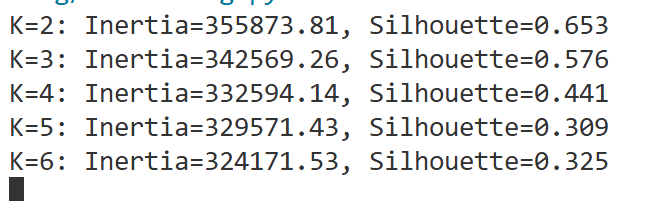 K=2: Inertia=355873.81, Silhouette=0.653
K=3: Inertia=342569.26, Silhouette=0.576
K=4: Inertia=332594.14, Silhouette=0.441
K=5: Inertia=329571.43, Silhouette=0.309
K=6: Inertia=324171.53, Silhouette=0.325